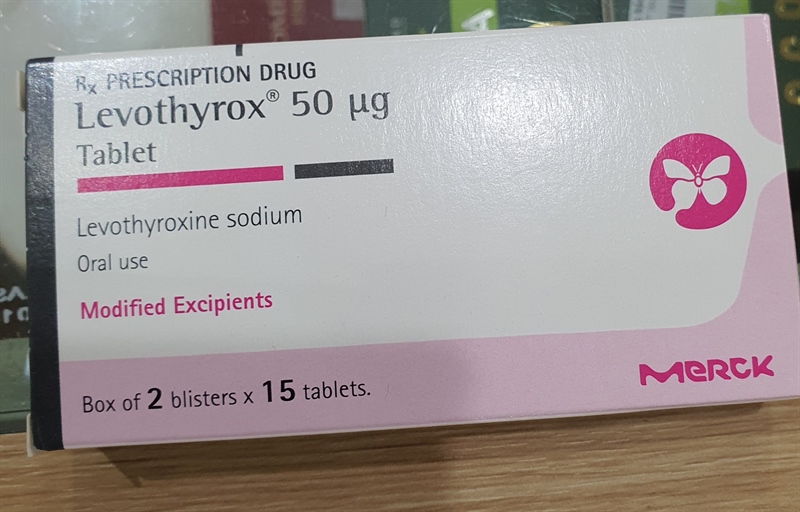 Rx PRESCRIPTION DRUG
Levothyrox® 50 µg
Tablet
Levothyroxine sodium
Oral use
Modified Excipients
MERCK
Box of 2 blisters x 15 tablets.